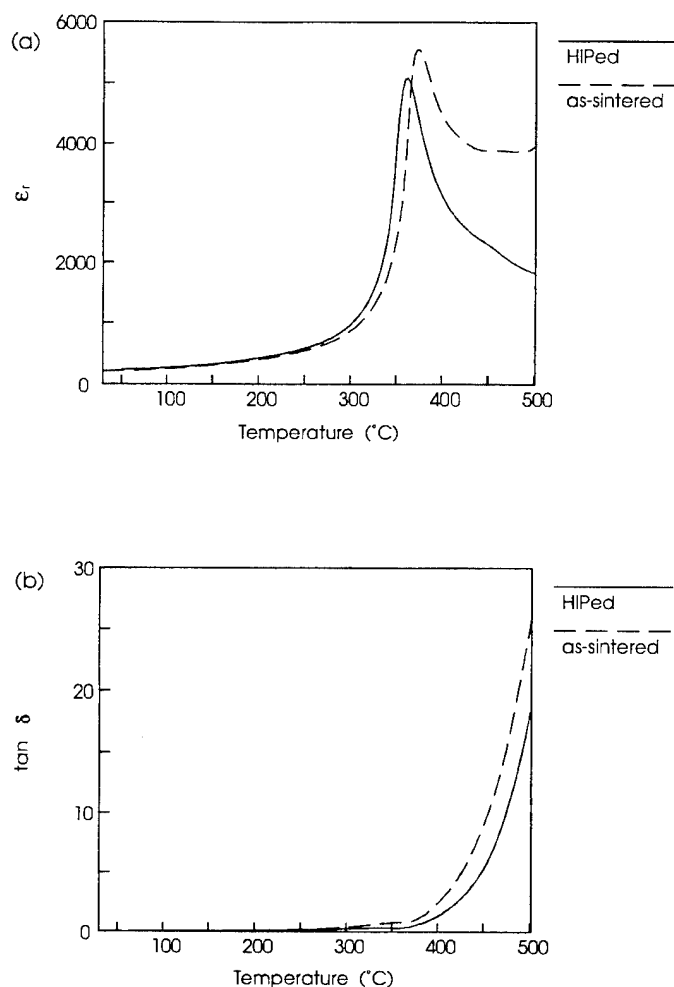 (a)
6000
4000
2000
0
εr
100 200 300 400 500
Temperature (°C)
HIPed
as-sintered
(b)
30
20
10
0
tan δ
100 200 300 400 500
Temperature (°C)
HIPed
as-sintered